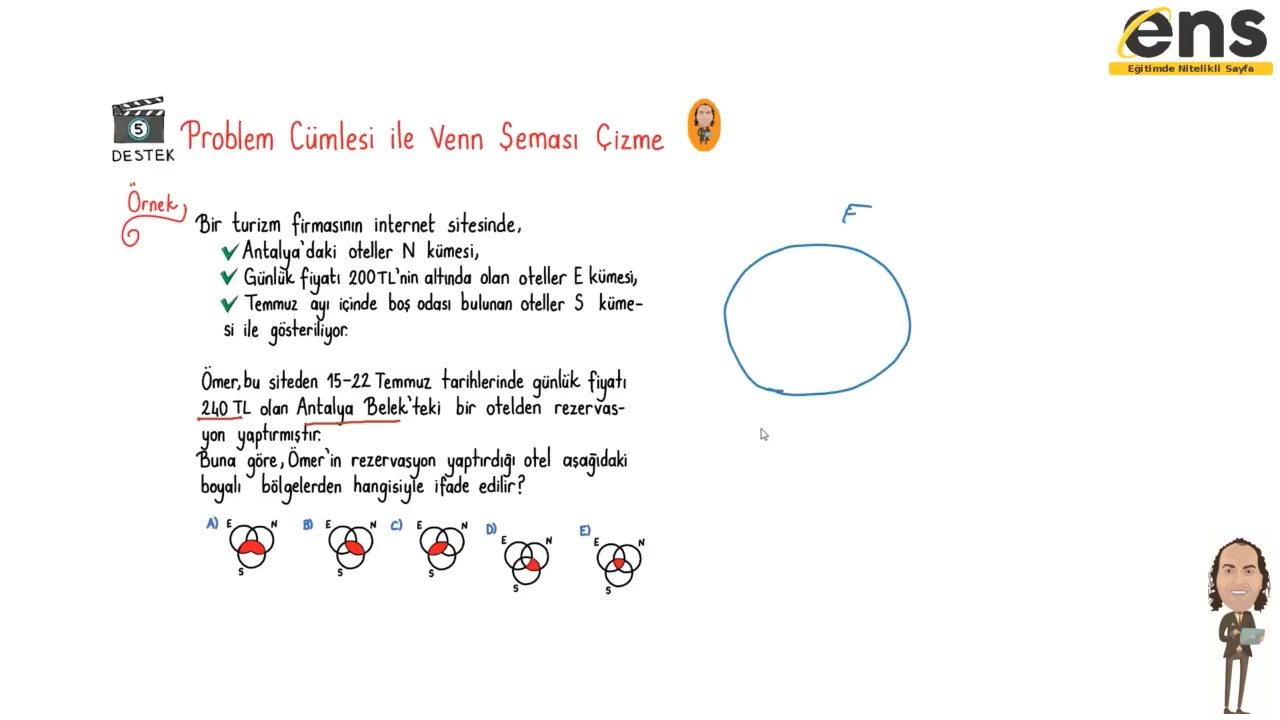 ens
Eğitimde Nitelikli Sayfa
5
DESTEK
Problem Cümlesi ile Venn Şeması Çizme
Örnek
Bir turizm firmasının internet sitesinde,
Antalya'daki oteller N kümesi,
Günlük fiyatı 200TL'nin altında olan oteller E kümesi,
Temmuz ayı içinde boş odası bulunan oteller S küme-
si ile gösteriliyor.
Ömer, bu siteden 15-22 Temmuz tarihlerinde günlük fiyatı
240 TL olan Antalya Belek'teki bir otelden rezervas-
yon yaptırmıştır.
Buna göre, Ömer'in rezervasyon yaptırdığı otel aşağıdaki
boyalı bölgelerden hangisiyle ifade edilir?
A) E N S
B) E N S
C) E N S
D) E N S
E) E N S
E